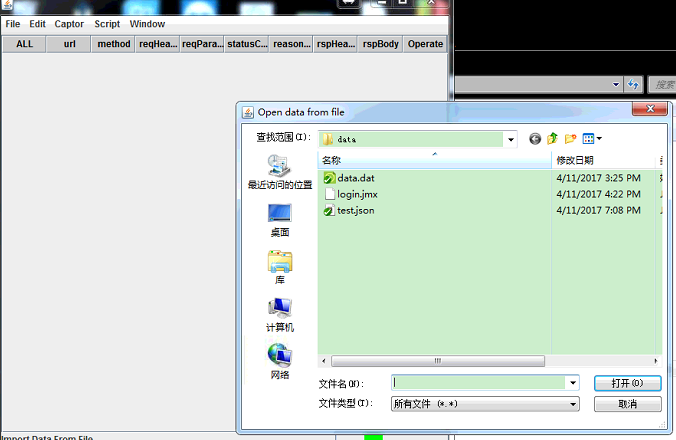 File Edit Captor Script Window
ALL url method reqHea... reqPara... statusC... reason... rspHea... rspBody Operate
搜索
Open data from file
查找范围(I): data
名称 修改日期
data.dat 4/11/2017 3:25 PM
login.jmx 4/11/2017 4:22 PM
test.json 4/11/2017 7:08 PM
最近访问的位置
桌面
库
计算机
网络
文件名(N): 打开(O)
文件类型(T): 所有文件 (*.*) 取消
Import Data From File